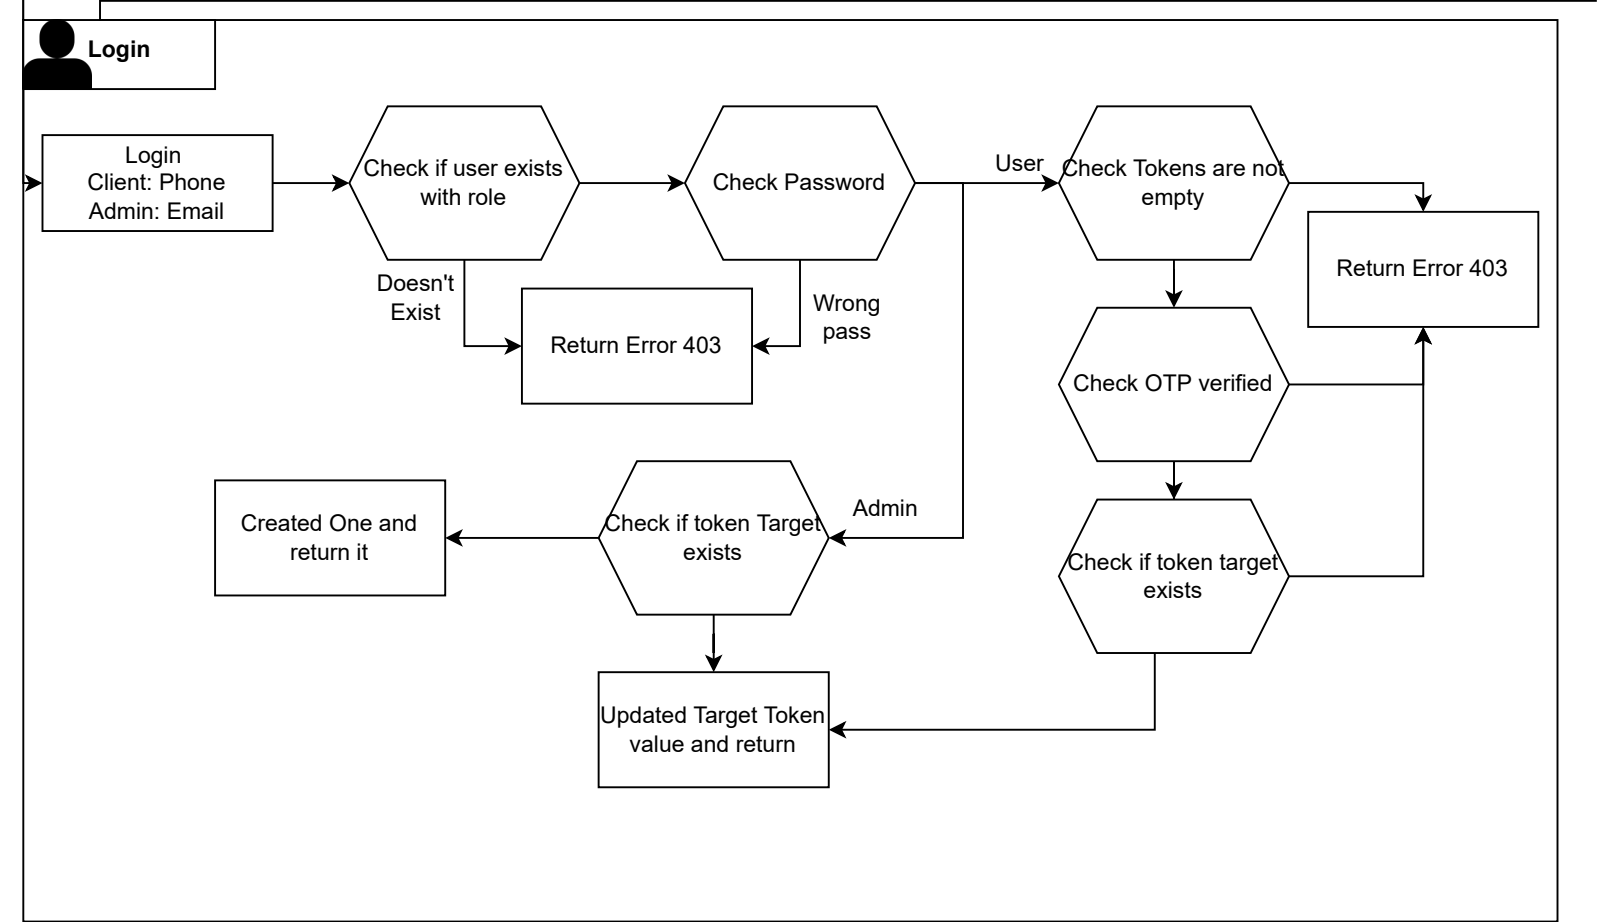 Login
Login
Client: Phone
Admin: Email
Check if user exists
with role
Check Password
User
Check Tokens are not
empty
Return Error 403
Doesn't
Exist
Return Error 403
Wrong
pass
Check OTP verified
Created One and
return it
Check if token Target
exists
Admin
Check if token target
exists
Updated Target Token
value and return